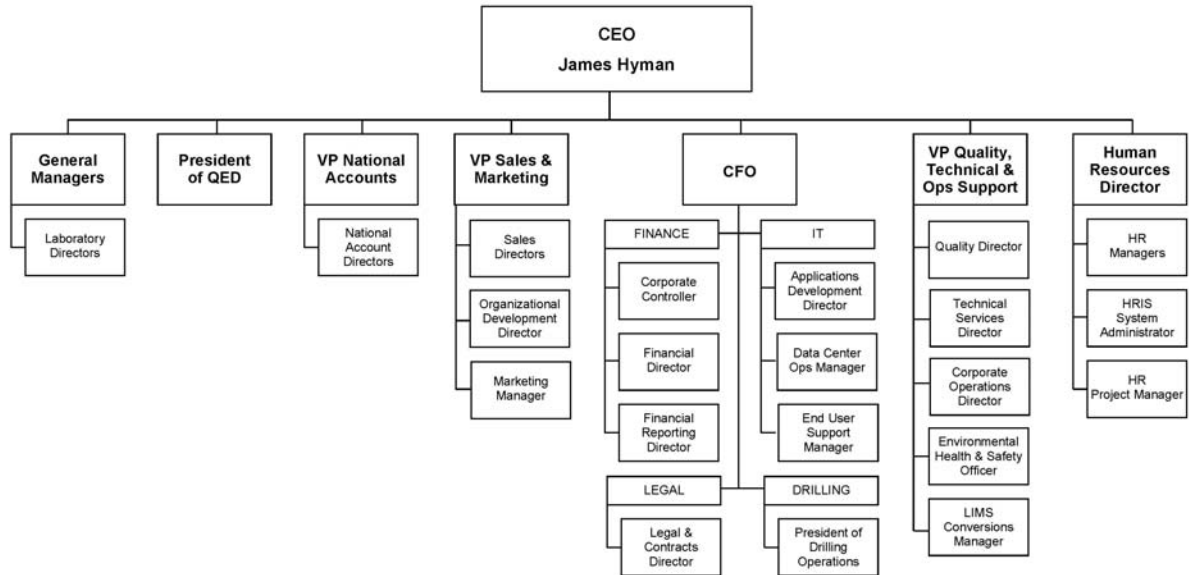 CEO
James Hyman
General
Managers
President
of QED
VP National
Accounts
VP Sales &
Marketing
CFO
VP Quality,
Technical &
Ops Support
Human
Resources
Director
Laboratory
Directors
National
Account
Directors
Sales
Directors
Organizational
Development
Director
Marketing
Manager
FINANCE
Corporate
Controller
Financial
Director
Financial
Reporting
Director
IT
Applications
Development
Director
Data Center
Ops Manager
End User
Support
Manager
LEGAL
Legal &
Contracts
Director
DRILLING
President of
Drilling
Operations
Quality Director
Technical
Services
Director
Corporate
Operations
Director
Environmental
Health & Safety
Officer
LIMS
Conversions
Manager
HR
Managers
HRIS
System
Administrator
HR
Project Manager